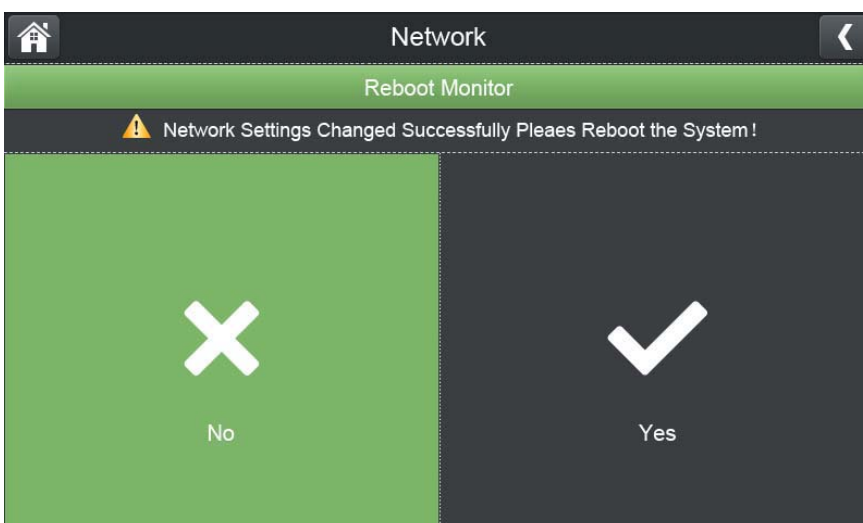 Network
Reboot Monitor
Network Settings Changed Successfully Pleaes Reboot the System!
No
Yes